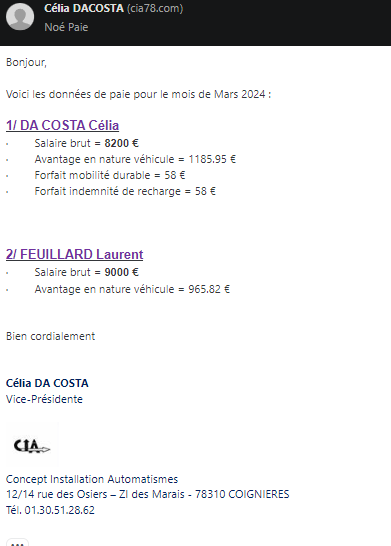 Célia DACOSTA (cia78.com)
Noé Paie
Bonjour,
Voici les données de paie pour le mois de Mars 2024 :
1/ DA COSTA Célia
· Salaire brut = 8200 €
· Avantage en nature véhicule = 1185.95 €
· Forfait mobilité durable = 58 €
· Forfait indemnité de recharge = 58 €
2/ FEUILLARD Laurent
· Salaire brut = 9000 €
· Avantage en nature véhicule = 965.82 €
Bien cordialement
Célia DA COSTA
Vice-Présidente
CIA
Concept Installation Automatismes
12/14 rue des Osiers – ZI des Marais - 78310 COIGNIERES
Tél. 01.30.51.28.62